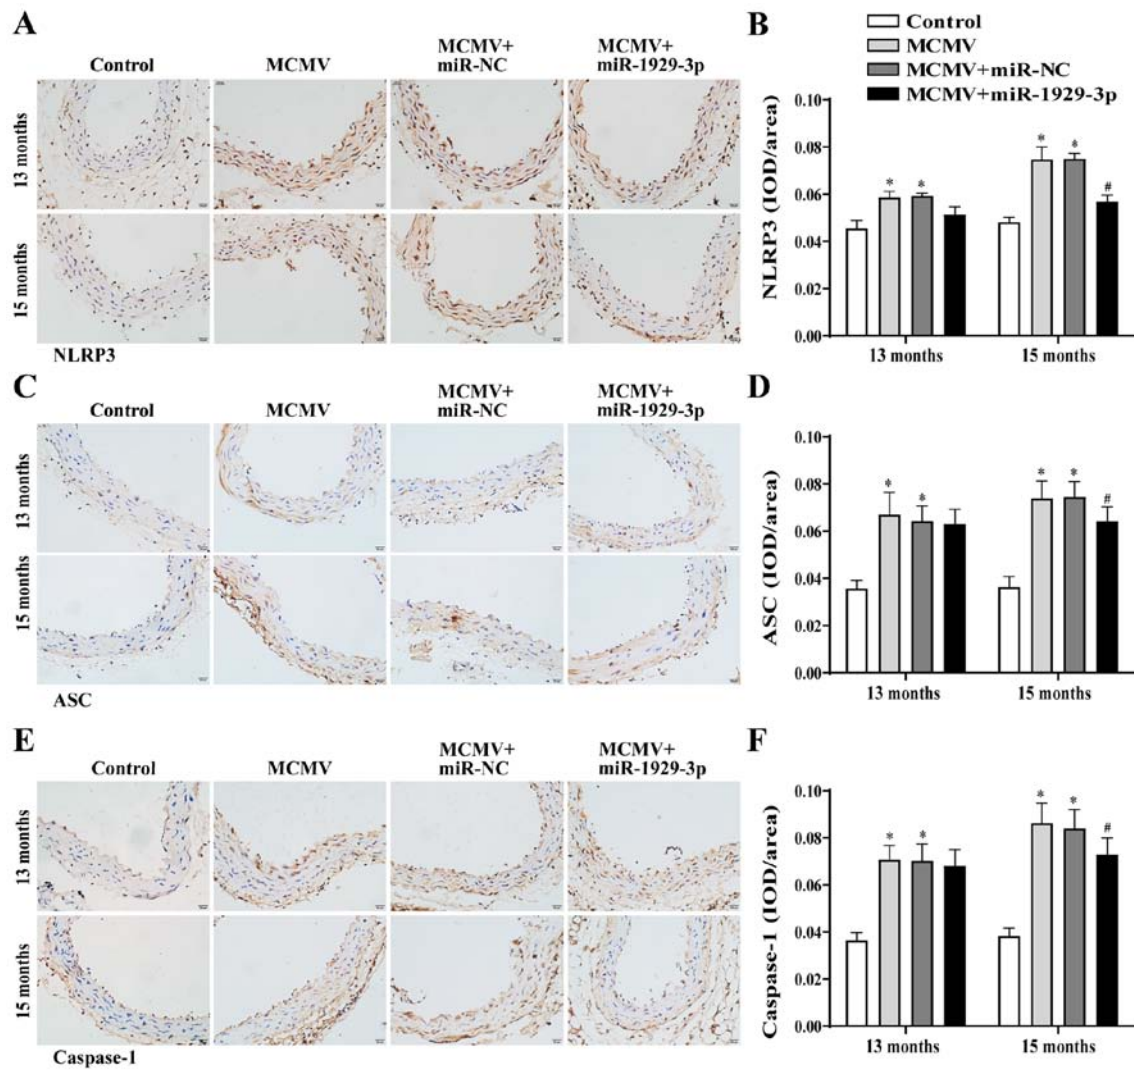 A
Control
MCMV
MCMV+
miR-NC
MCMV+
miR-1929-3p
13 months
15 months
NLRP3
B
Control
MCMV
MCMV+miR-NC
MCMV+miR-1929-3p
NLRP3 (IOD/area)
0.10
0.08
0.06
0.04
0.02
0.00
* * * * #
13 months 15 months
C
Control
MCMV
MCMV+
miR-NC
MCMV+
miR-1929-3p
13 months
15 months
ASC
D
ASC (IOD/area)
0.10
0.08
0.06
0.04
0.02
0.00
* * * * #
13 months 15 months
E
Control
MCMV
MCMV+
miR-NC
MCMV+
miR-1929-3p
13 months
15 months
Caspase-1
F
Caspase-1 (IOD/area)
0.10
0.08
0.06
0.04
0.02
0.00
* * * * #
13 months 15 months